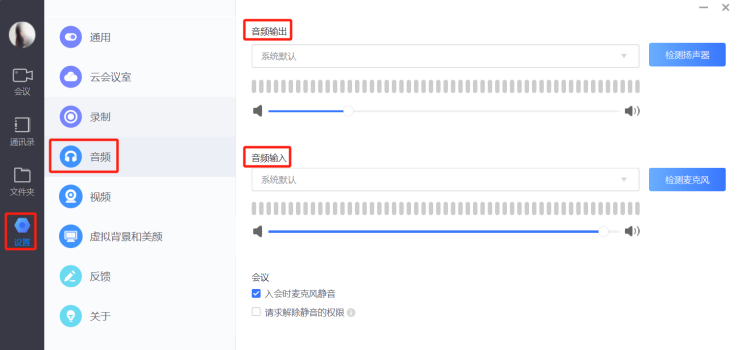 会议
通讯录
文件夹
设置
通用
云会议室
录制
音频
视频
虚拟背景和美颜
反馈
关于
音频输出
系统默认
检测扬声器
音频输入
系统默认
检测麦克风
会议
入会时麦克风静音
请求解除静音的权限